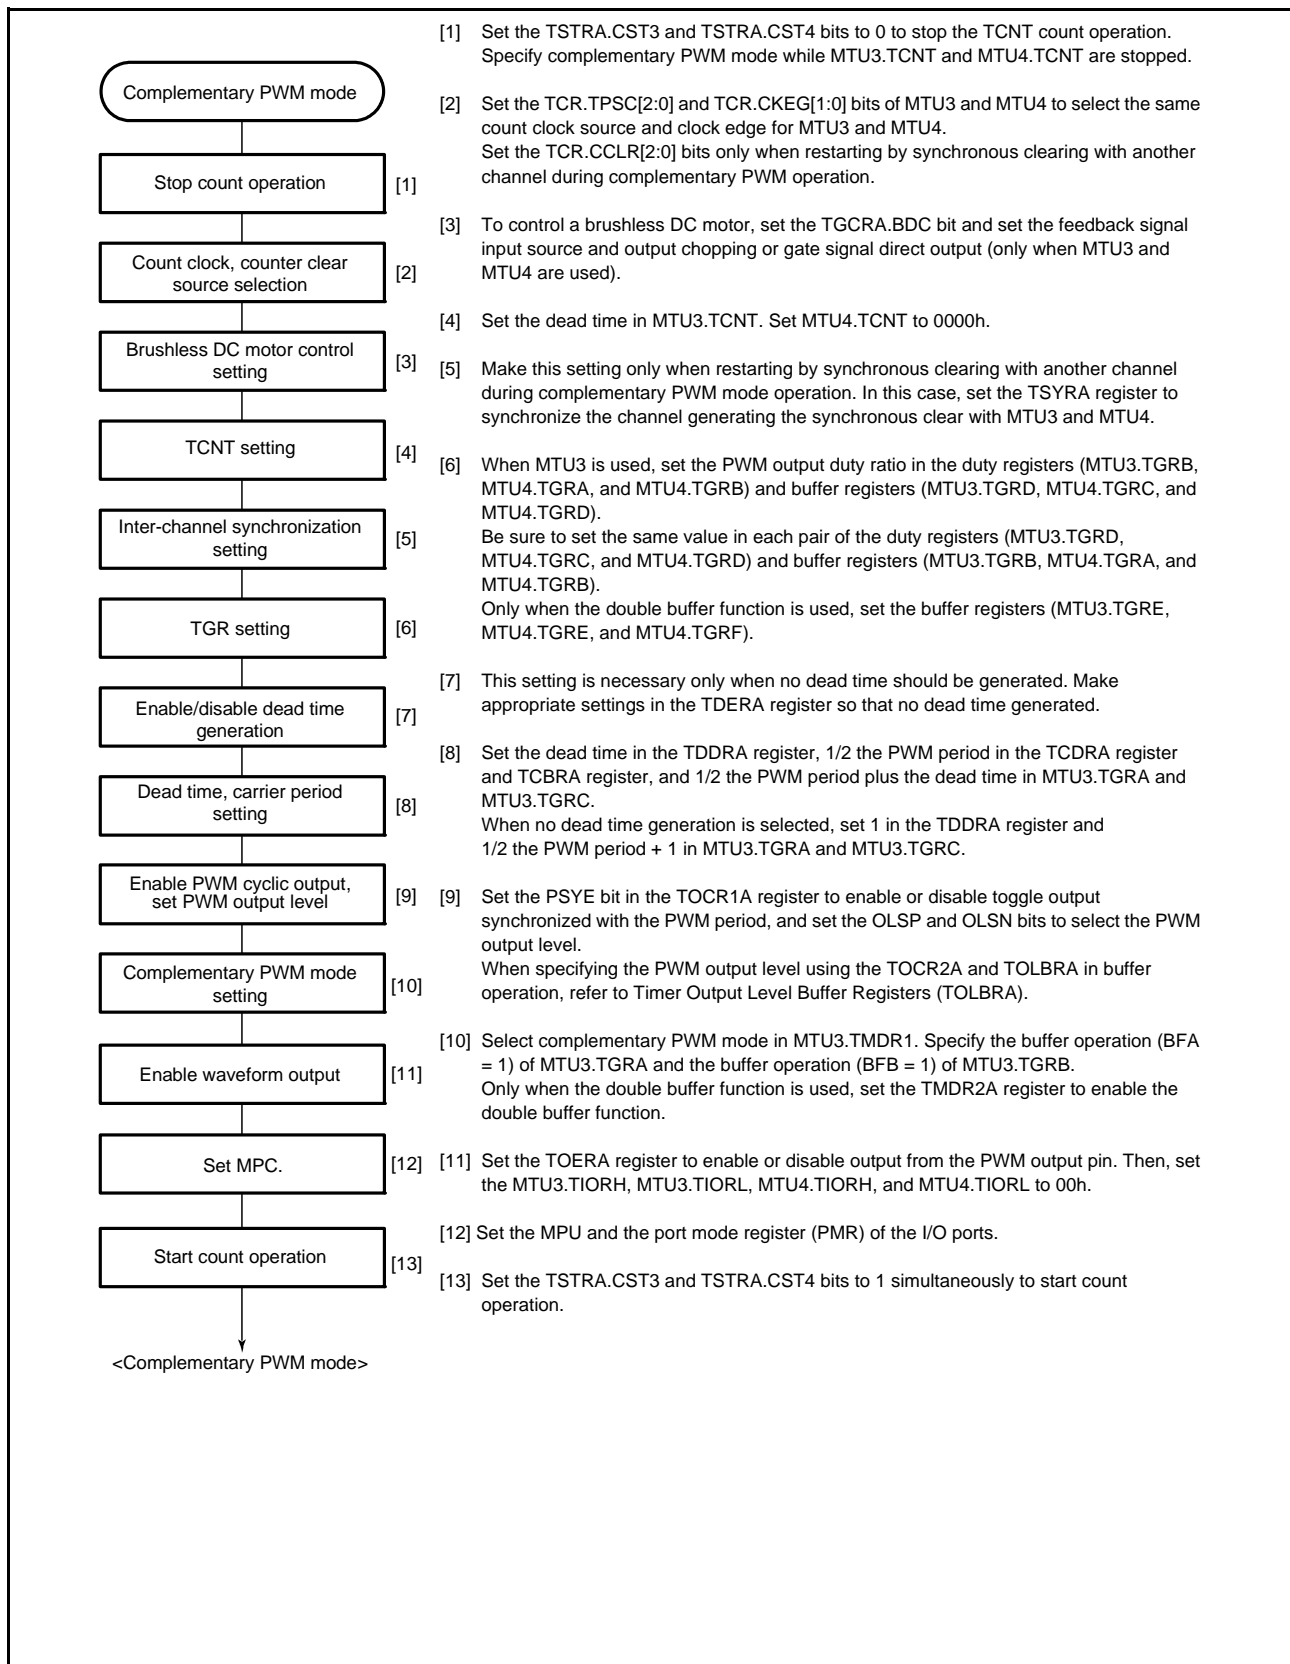 Complementary PWM mode
Stop count operation
[1]
Count clock, counter clear
source selection
[2]
Brushless DC motor control
setting
[3]
TCNT setting
[4]
Inter-channel synchronization
setting
[5]
TGR setting
[6]
Enable/disable dead time
generation
[7]
Dead time, carrier period
setting
[8]
Enable PWM cyclic output,
set PWM output level
[9]
Complementary PWM mode
setting
[10]
Enable waveform output
[11]
Set MPC.
[12]
Start count operation
[13]
<Complementary PWM mode>
[1] Set the TSTRA.CST3 and TSTRA.CST4 bits to 0 to stop the TCNT count operation.
Specify complementary PWM mode while MTU3.TCNT and MTU4.TCNT are stopped.
[2] Set the TCR.TPSC[2:0] and TCR.CKEG[1:0] bits of MTU3 and MTU4 to select the same
count clock source and clock edge for MTU3 and MTU4.
Set the TCR.CCLR[2:0] bits only when restarting by synchronous clearing with another
channel during complementary PWM operation.
[3] To control a brushless DC motor, set the TGCRA.BDC bit and set the feedback signal
input source and output chopping or gate signal direct output (only when MTU3 and
MTU4 are used).
[4] Set the dead time in MTU3.TCNT. Set MTU4.TCNT to 0000h.
[5] Make this setting only when restarting by synchronous clearing with another channel
during complementary PWM mode operation. In this case, set the TSYRA register to
synchronize the channel generating the synchronous clear with MTU3 and MTU4.
[6] When MTU3 is used, set the PWM output duty ratio in the duty registers (MTU3.TGRB,
MTU4.TGRA, and MTU4.TGRB) and buffer registers (MTU3.TGRD, MTU4.TGRC, and
MTU4.TGRD).
Be sure to set the same value in each pair of the duty registers (MTU3.TGRD,
MTU4.TGRC, and MTU4.TGRD) and buffer registers (MTU3.TGRB, MTU4.TGRA, and
MTU4.TGRB).
Only when the double buffer function is used, set the buffer registers (MTU3.TGRE,
MTU4.TGRE, and MTU4.TGRF).
[7] This setting is necessary only when no dead time should be generated. Make
appropriate settings in the TDERA register so that no dead time generated.
[8] Set the dead time in the TDDRA register, 1/2 the PWM period in the TCDRA register
and TCBRA register, and 1/2 the PWM period plus the dead time in MTU3.TGRA and
MTU3.TGRC.
When no dead time generation is selected, set 1 in the TDDRA register and
1/2 the PWM period + 1 in MTU3.TGRA and MTU3.TGRC.
[9] Set the PSYE bit in the TOCR1A register to enable or disable toggle output
synchronized with the PWM period, and set the OLSP and OLSN bits to select the PWM
output level.
When specifying the PWM output level using the TOCR2A and TOLBRA in buffer
operation, refer to Timer Output Level Buffer Registers (TOLBRA).
[10] Select complementary PWM mode in MTU3.TMDR1. Specify the buffer operation (BFA
= 1) of MTU3.TGRA and the buffer operation (BFB = 1) of MTU3.TGRB.
Only when the double buffer function is used, set the TMDR2A register to enable the
double buffer function.
[11] Set the TOERA register to enable or disable output from the PWM output pin. Then, set
the MTU3.TIORH, MTU3.TIORL, MTU4.TIORH, and MTU4.TIORL to 00h.
[12] Set the MPU and the port mode register (PMR) of the I/O ports.
[13] Set the TSTRA.CST3 and TSTRA.CST4 bits to 1 simultaneously to start count
operation.